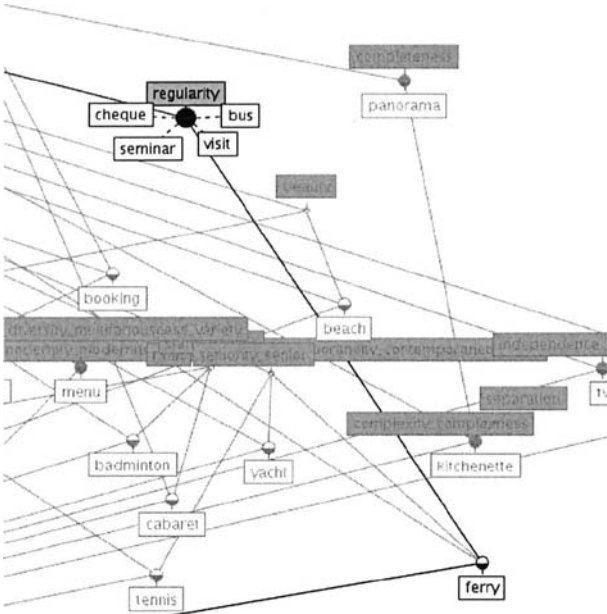 completeness
regularity
cheque
bus
panorama
seminar
visit
beauty
booking
beach
independence
menu
separation
complexity_complexness
badminton
yacht
kitchenette
cabaret
ferry
tennis